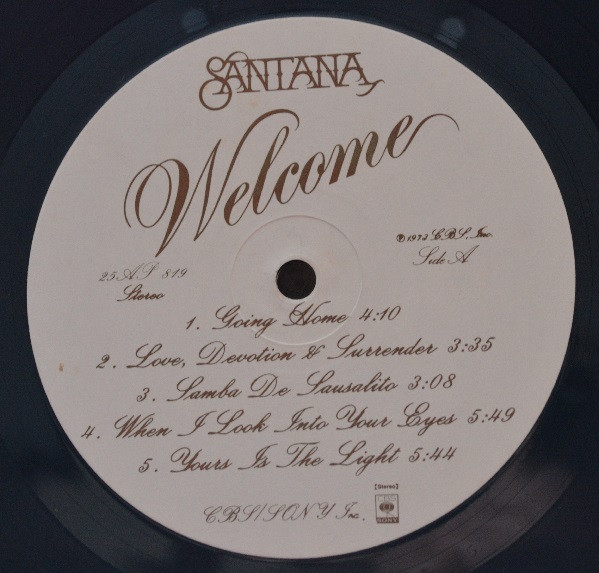 SANTANA
Welcome
℗1973 CBS. Inc.
25AP 819
Side A
Stereo
1. Going Home 4:10
2. Love, Devotion & Surrender 3:35
3. Samba De Sausalito 3:08
4. When I Look Into Your Eyes 5:49
5. Yours Is The Light 5:44
[Stereo]
CBS/SONY Inc.
SONY